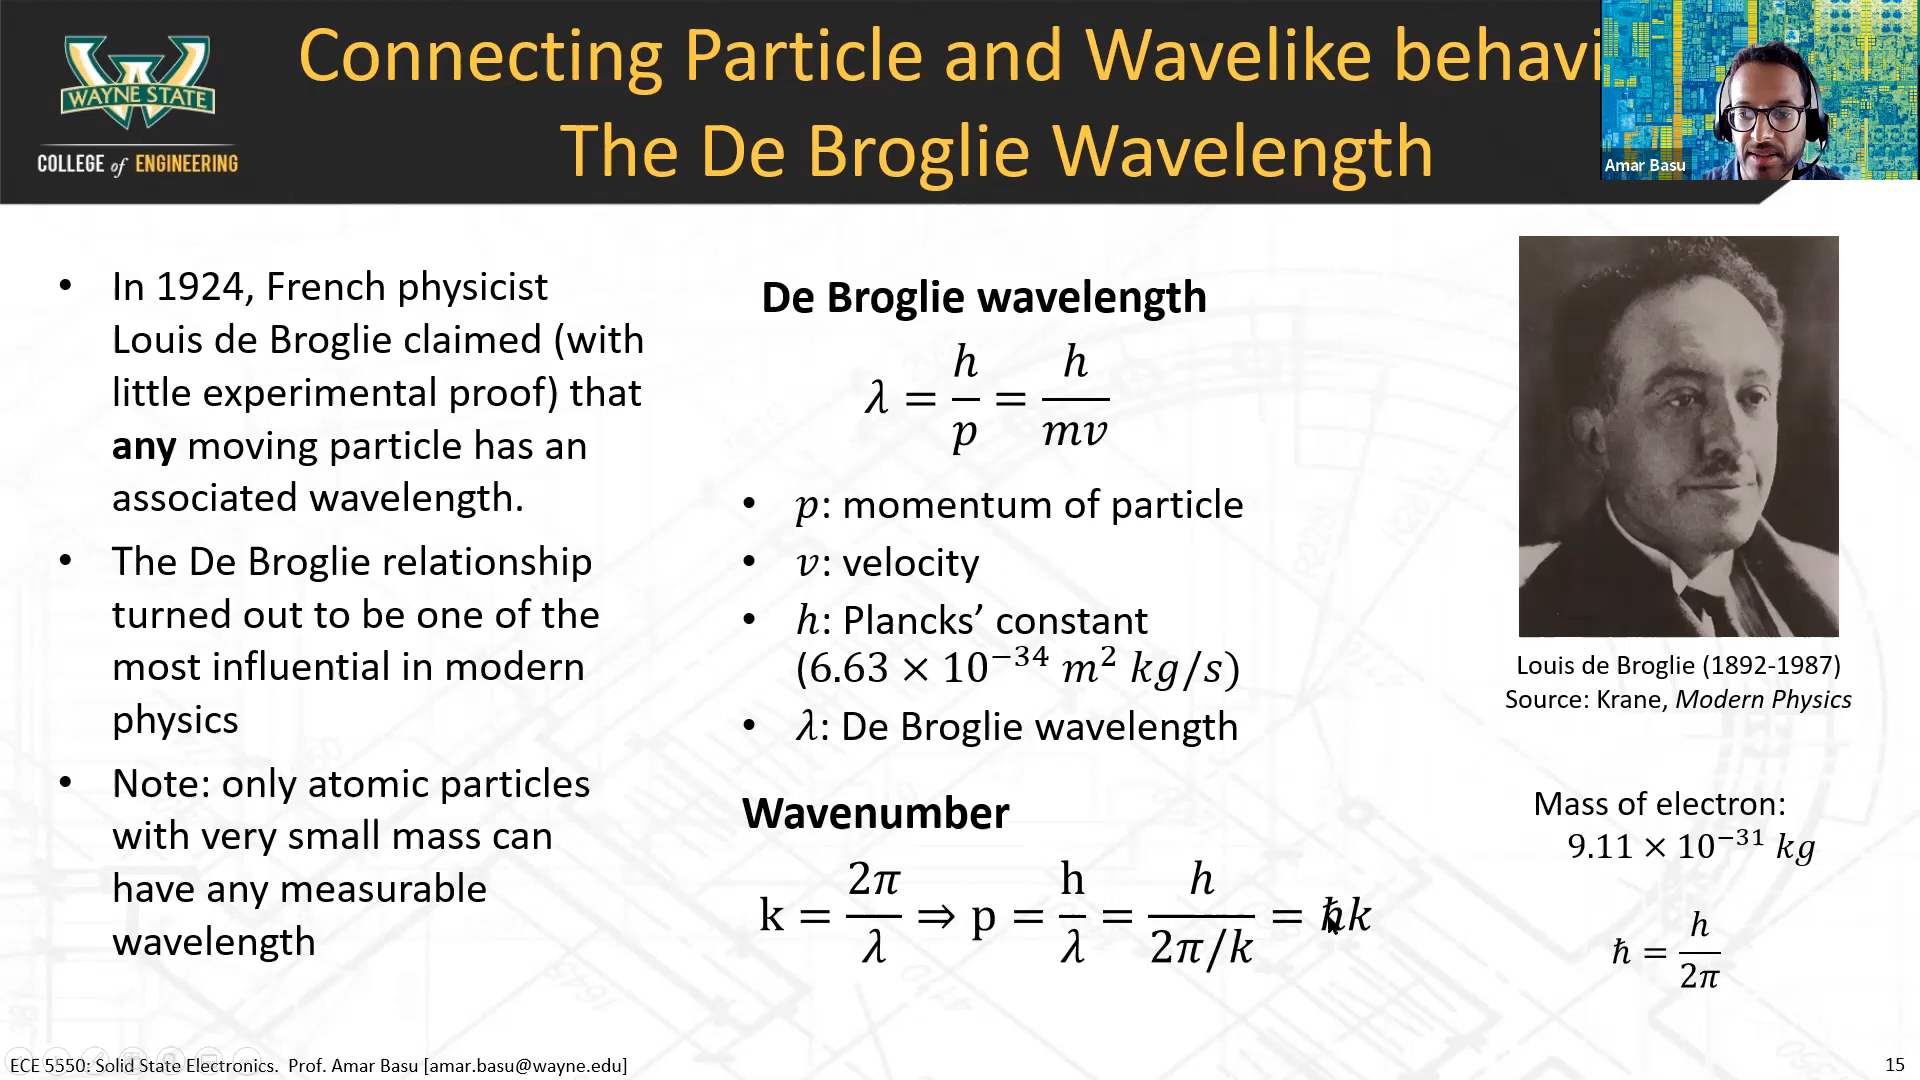 Connecting Particle and Wavelike behavi
The De Broglie Wavelength
WAYNE STATE
COLLEGE of ENGINEERING
Amar Basu
• In 1924, French physicist
Louis de Broglie claimed (with
little experimental proof) that
any moving particle has an
associated wavelength.
• The De Broglie relationship
turned out to be one of the
most influential in modern
physics
• Note: only atomic particles
with very small mass can
have any measurable
wavelength
De Broglie wavelength
λ = h/p = h/mv
• p: momentum of particle
• v: velocity
• h: Plancks’ constant
(6.63 × 10⁻³⁴ m² kg/s)
• λ: De Broglie wavelength
Wavenumber
k = 2π/λ ⇒ p = h/λ = h/(2π/k) = ℏk
Louis de Broglie (1892-1987)
Source: Krane, Modern Physics
Mass of electron:
9.11 × 10⁻³¹ kg
ℏ = h/2π
ECE 5550: Solid State Electronics. Prof. Amar Basu [amar.basu@wayne.edu]
15